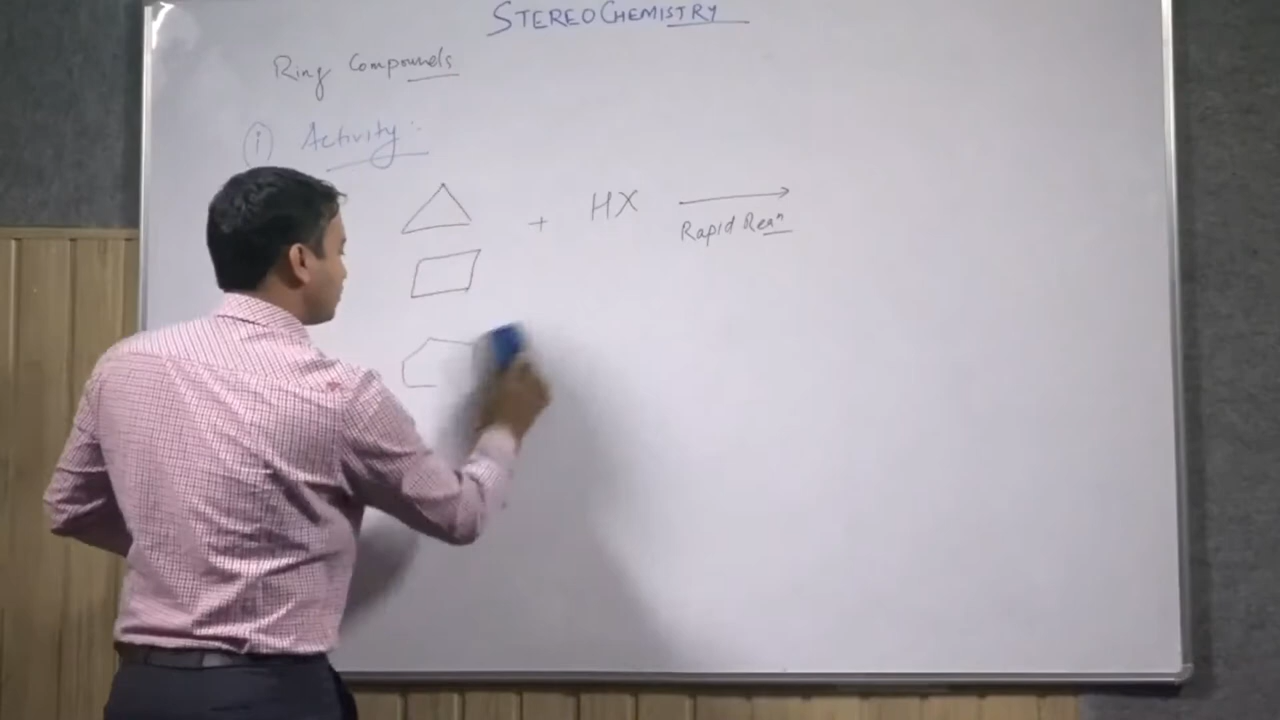 STEREOCHEMISTRY
Ring Compounds
(i) Activity:-
+ HX
Rapid Reaⁿ